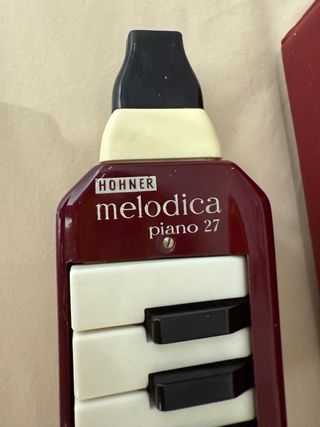 HOHNER
melodica
piano 27